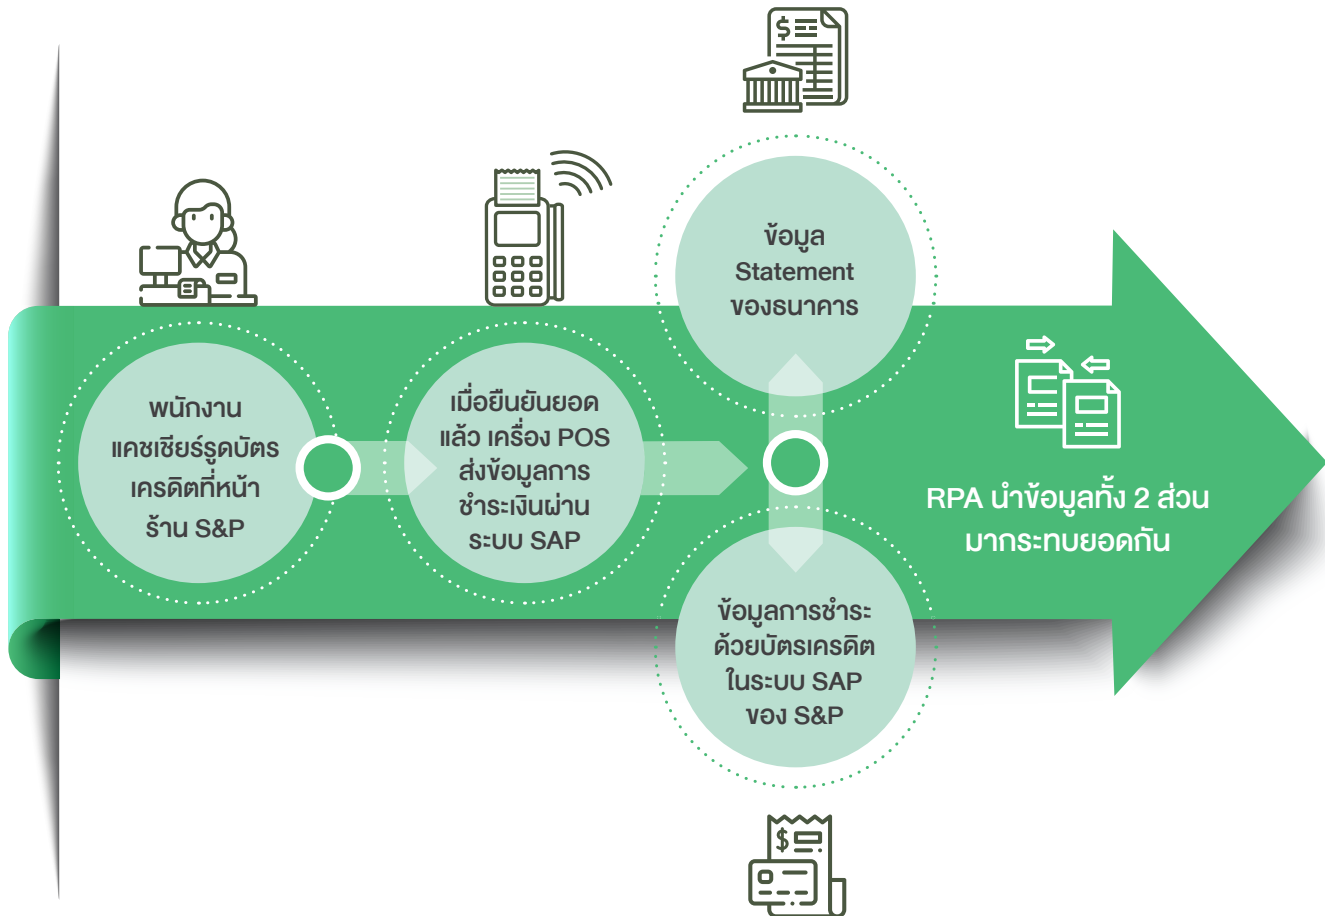 พนักงาน
แคชเชียร์รูดบัตร
เครดิตที่หน้า
ร้าน S&P
เมื่อยืนยันยอด
แล้ว เครื่อง POS
ส่งข้อมูลการ
ชำระเงินผ่าน
ระบบ SAP
ข้อมูล
Statement
ของธนาคาร
ข้อมูลการชำระ
ด้วยบัตรเครดิต
ในระบบ SAP
ของ S&P
RPA นำข้อมูลทั้ง 2 ส่วน
มากระทบยอดกัน